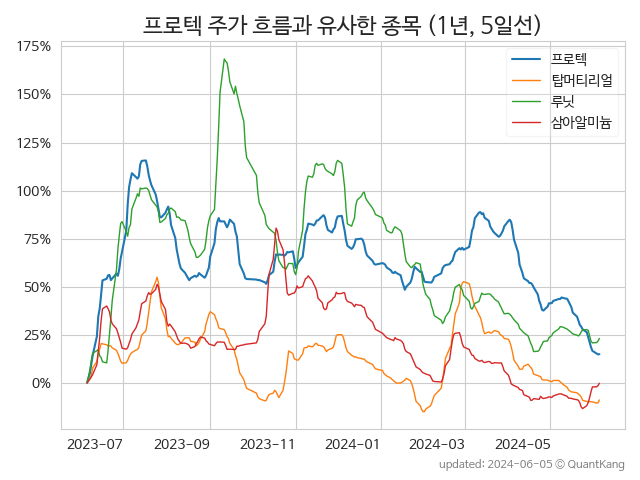 프로텍 주가 흐름과 유사한 종목 (1년, 5일선)
175%
150%
125%
100%
75%
50%
25%
0%
프로텍
탑머티리얼
루닛
삼아알미늄
2023-07 2023-09 2023-11 2024-01 2024-03 2024-05
updated: 2024-06-05 ⓒ QuantKang